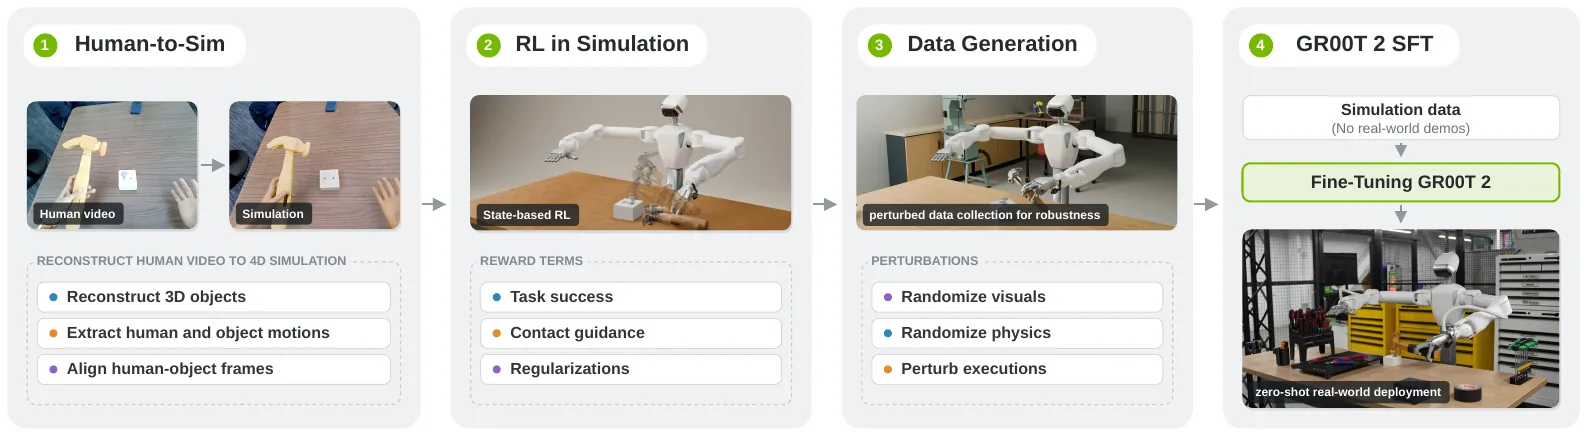 1 Human-to-Sim
Human video
Simulation
RECONSTRUCT HUMAN VIDEO TO 4D SIMULATION
Reconstruct 3D objects
Extract human and object motions
Align human-object frames
2 RL in Simulation
State-based RL
REWARD TERMS
Task success
Contact guidance
Regularizations
3 Data Generation
perturbed data collection for robustness
PERTURBATIONS
Randomize visuals
Randomize physics
Perturb executions
4 GR00T 2 SFT
Simulation data
(No real-world demos)
Fine-Tuning GR00T 2
zero-shot real-world deployment